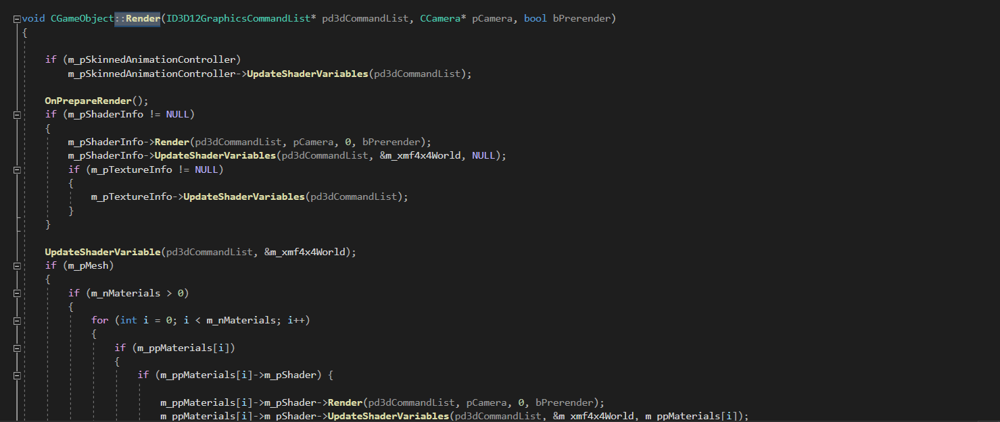 void CGameObject::Render(ID3D12GraphicsCommandList* pd3dCommandList, CCamera* pCamera, bool bPrerender)
{
if (m_pSkinnedAnimationController)
m_pSkinnedAnimationController->UpdateShaderVariables(pd3dCommandList);
OnPrepareRender();
if (m_pShaderInfo != NULL)
{
m_pShaderInfo->Render(pd3dCommandList, pCamera, 0, bPrerender);
m_pShaderInfo->UpdateShaderVariables(pd3dCommandList, &m_xmf4x4World, NULL);
if (m_pTextureInfo != NULL)
{
m_pTextureInfo->UpdateShaderVariables(pd3dCommandList);
}
}
UpdateShaderVariable(pd3dCommandList, &m_xmf4x4World);
if (m_pMesh)
{
if (m_nMaterials > 0)
{
for (int i = 0; i < m_nMaterials; i++)
{
if (m_ppMaterials[i])
{
if (m_ppMaterials[i]->m_pShader) {
m_ppMaterials[i]->m_pShader->Render(pd3dCommandList, pCamera, 0, bPrerender);
m_ppMaterials[i]->m_pShader->UpdateShaderVariables(pd3dCommandList, &m_xmf4x4World, m_ppMaterials[i]);